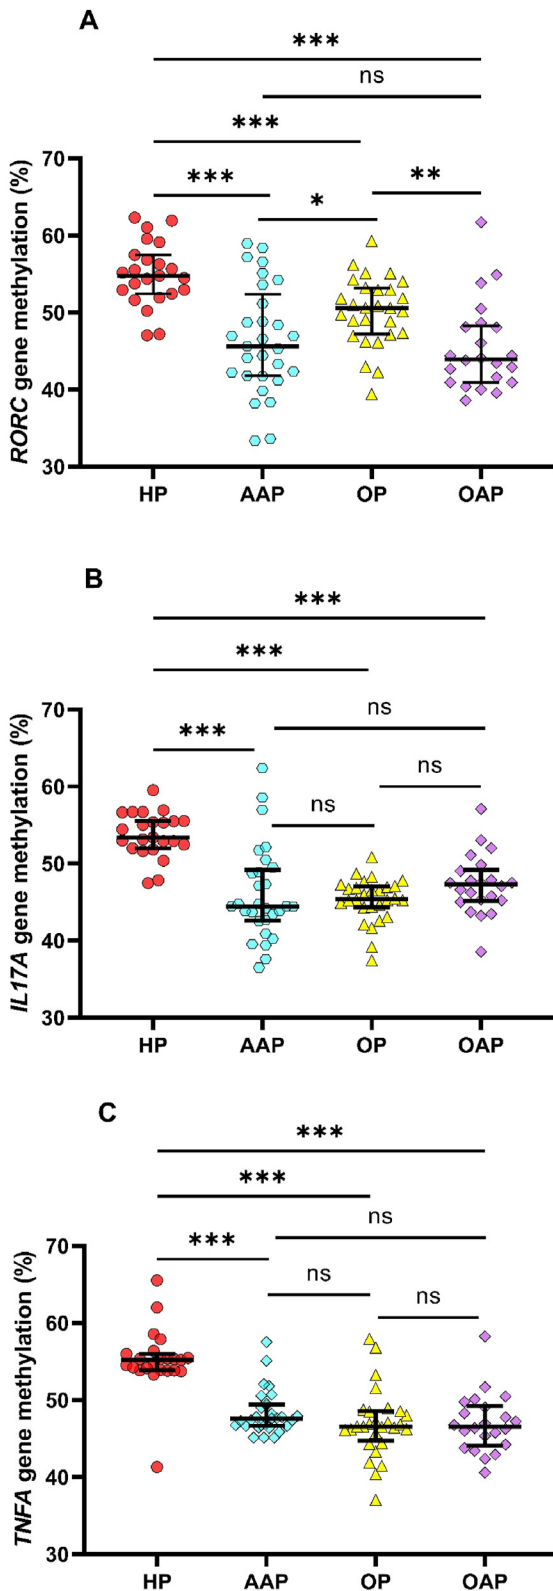 A
***
ns
***
***
*
**
RORC gene methylation (%)
70
60
50
40
30
HP AAP OP OAP
B
***
***
ns
***
ns
ns
IL17A gene methylation (%)
70
60
50
40
30
HP AAP OP OAP
C
***
***
ns
***
ns
ns
TNFA gene methylation (%)
70
60
50
40
30
HP AAP OP OAP